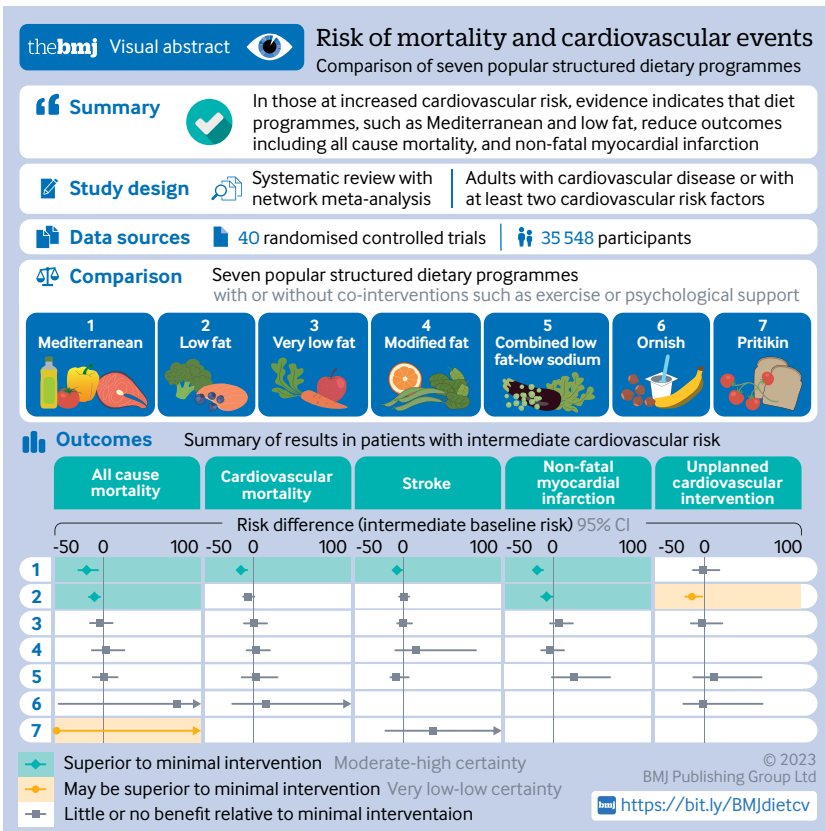 thebmj Visual abstract
Risk of mortality and cardiovascular events
Comparison of seven popular structured dietary programmes
Summary
In those at increased cardiovascular risk, evidence indicates that diet
programmes, such as Mediterranean and low fat, reduce outcomes
including all cause mortality, and non-fatal myocardial infarction
Study design
Systematic review with
network meta-analysis
Adults with cardiovascular disease or with
at least two cardiovascular risk factors
Data sources
40 randomised controlled trials
35 548 participants
Comparison
Seven popular structured dietary programmes
with or without co-interventions such as exercise or psychological support
1
Mediterranean
2
Low fat
3
Very low fat
4
Modified fat
5
Combined low
fat-low sodium
6
Ornish
7
Pritikin
Outcomes
Summary of results in patients with intermediate cardiovascular risk
All cause
mortality
Cardiovascular
mortality
Stroke
Non-fatal
myocardial
infarction
Unplanned
cardiovascular
intervention
Risk difference (intermediate baseline risk) 95% CI
-50 0 100 -50 0 100 -50 0 100 -50 0 100 -50 0 100
1
2
3
4
5
6
7
Superior to minimal intervention Moderate-high certainty
May be superior to minimal intervention Very low-low certainty
Little or no benefit relative to minimal interventaion
© 2023
BMJ Publishing Group Ltd
bmj https://bit.ly/BMJdietcv